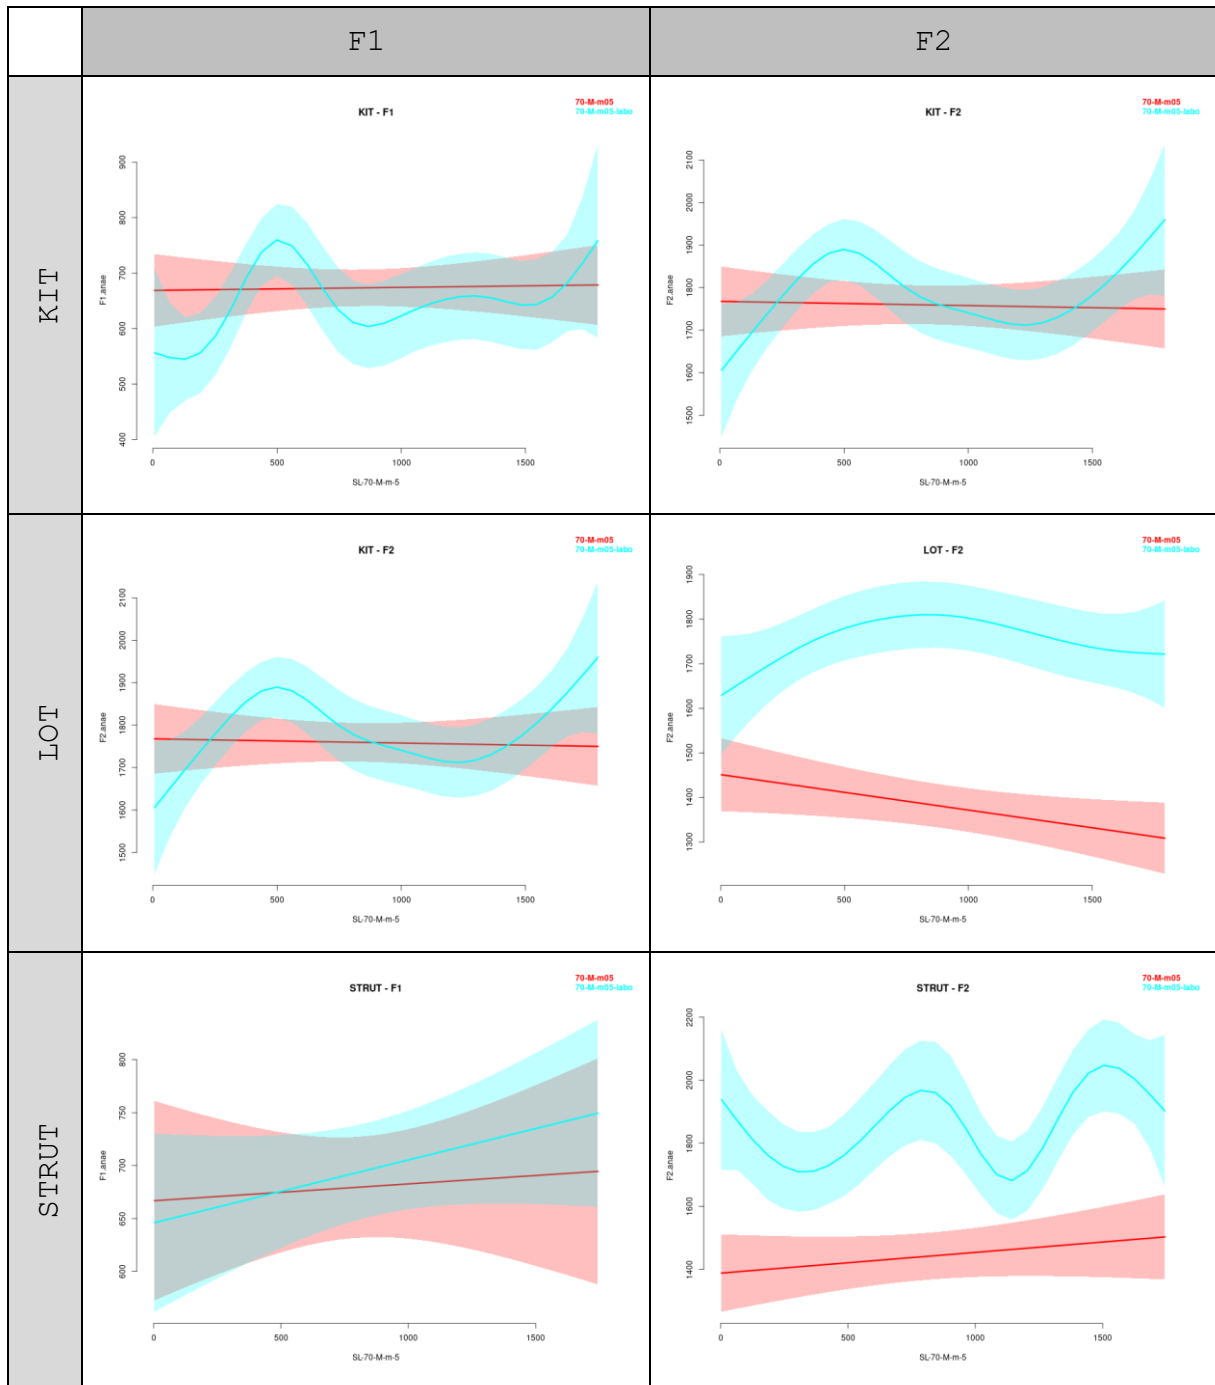 F1 F2
KIT
KIT - F1
70-M-m05
70-M-m05-labo
F1.anae
900
800
700
600
500
400
0 500 1000 1500
SL-70-M-m-5
KIT - F2
70-M-m05
70-M-m05-labo
F2.anae
2100
2000
1900
1800
1700
1600
1500
0 500 1000 1500
SL-70-M-m-5
LOT
KIT - F2
70-M-m05
70-M-m05-labo
F2.anae
2100
2000
1900
1800
1700
1600
1500
0 500 1000 1500
SL-70-M-m-5
LOT - F2
70-M-m05
70-M-m05-labo
F2.anae
1900
1800
1700
1600
1500
1400
1300
0 500 1000 1500
SL-70-M-m-5
STRUT
STRUT - F1
70-M-m05
70-M-m05-labo
F1.anae
800
750
700
650
600
0 500 1000 1500
SL-70-M-m-5
STRUT - F2
70-M-m05
70-M-m05-labo
F2.anae
2200
2000
1800
1600
1400
0 500 1000 1500
SL-70-M-m-5